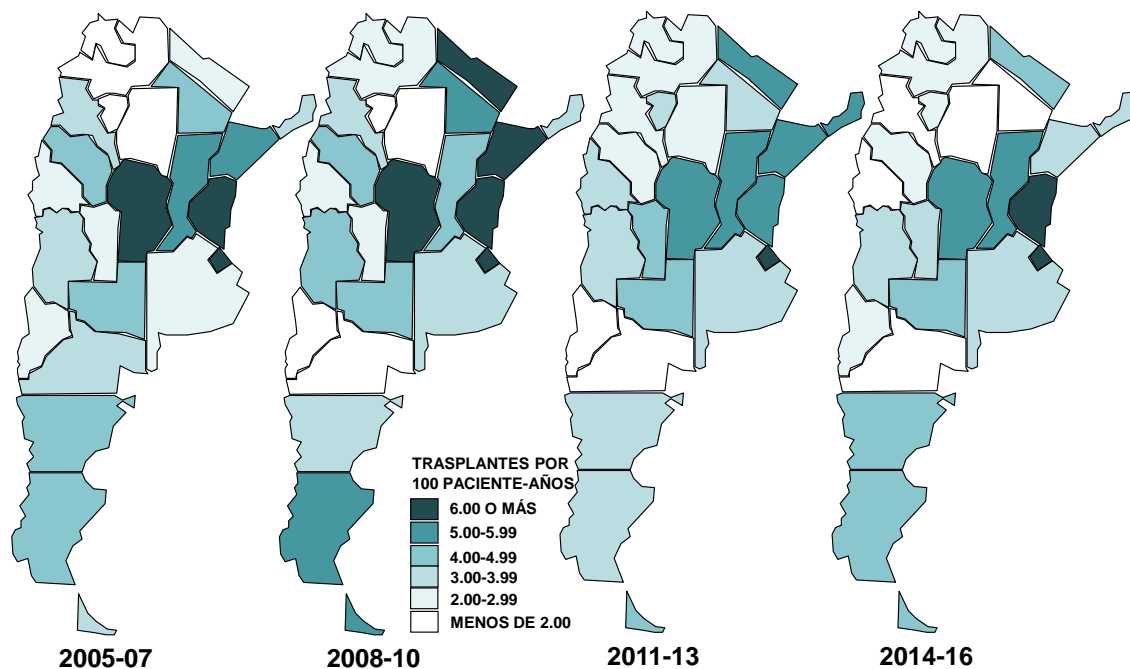 TRASPLANTES POR
100 PACIENTE-AÑOS
6.00 O MÁS
5.00-5.99
4.00-4.99
3.00-3.99
2.00-2.99
MENOS DE 2.00
2005-07
2008-10
2011-13
2014-16